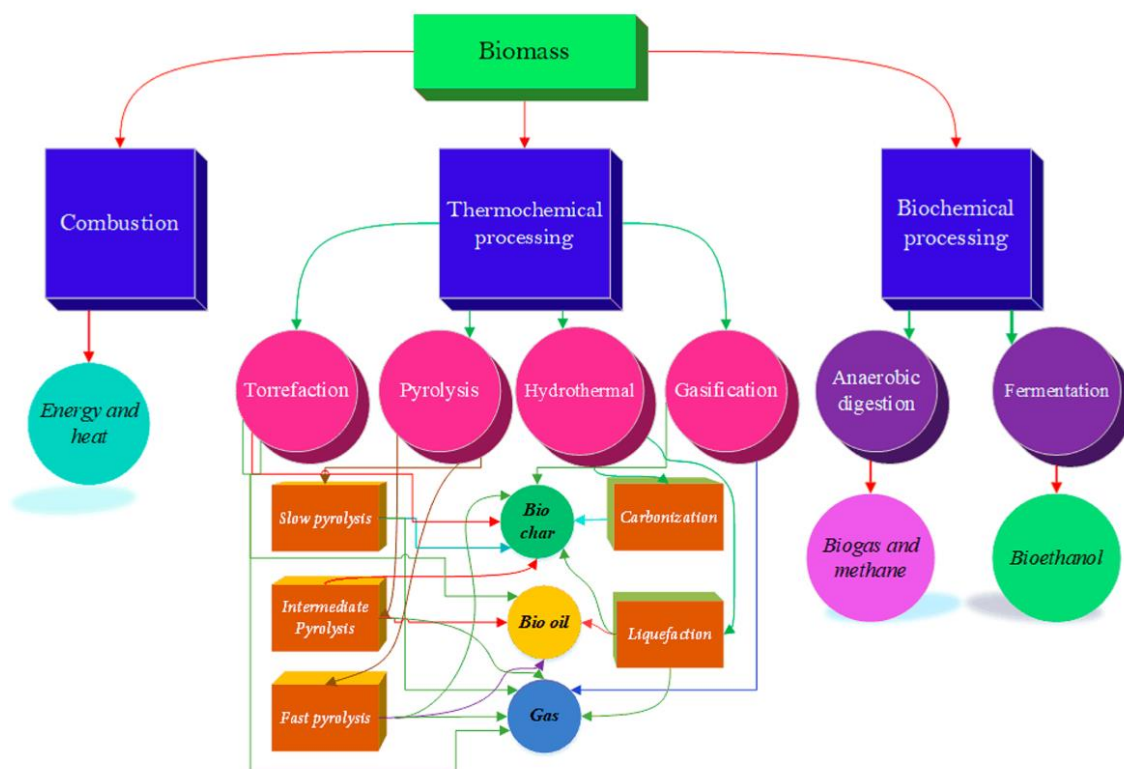 Biomass
Combustion
Thermochemical
processing
Biochemical
processing
Torrefaction
Pyrolysis
Hydrothermal
Gasification
Anaerobic
digestion
Fermentation
Energy and
heat
Slow pyrolysis
Bio
char
Carbonization
Biogas and
methane
Bioethanol
Intermediate
Pyrolysis
Bio oil
Liquefaction
Fast pyrolysis
Gas